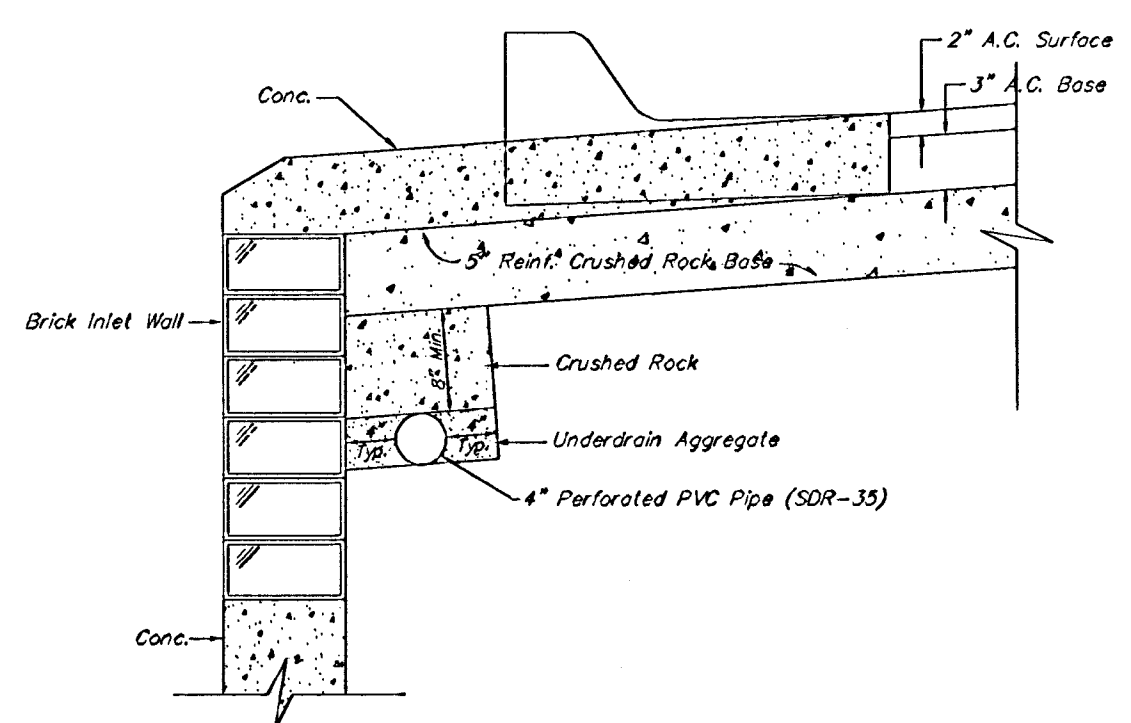 2" A.C. Surface
3" A.C. Base
Conc.
5" Reinf. Crushed Rock Base
Brick Inlet Wall
8" Min.
Crushed Rock
4" Typ.
4" Typ.
Underdrain Aggregate
4" Perforated PVC Pipe (SDR-35)
Conc.